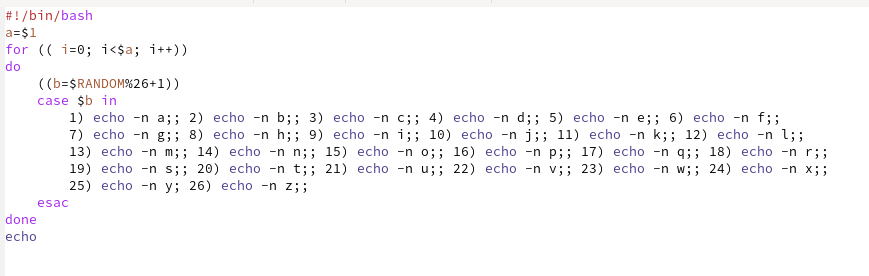 #!/bin/bash
a=$1
for (( i=0; i<$a; i++))
do
    ((b=$RANDOM%26+1))
    case $b in
        1) echo -n a;; 2) echo -n b;; 3) echo -n c;; 4) echo -n d;; 5) echo -n e;; 6) echo -n f;;
        7) echo -n g;; 8) echo -n h;; 9) echo -n i;; 10) echo -n j;; 11) echo -n k;; 12) echo -n l;;
        13) echo -n m;; 14) echo -n n;; 15) echo -n o;; 16) echo -n p;; 17) echo -n q;; 18) echo -n r;;
        19) echo -n s;; 20) echo -n t;; 21) echo -n u;; 22) echo -n v;; 23) echo -n w;; 24) echo -n x;;
        25) echo -n y; 26) echo -n z;;
    esac
done
echo